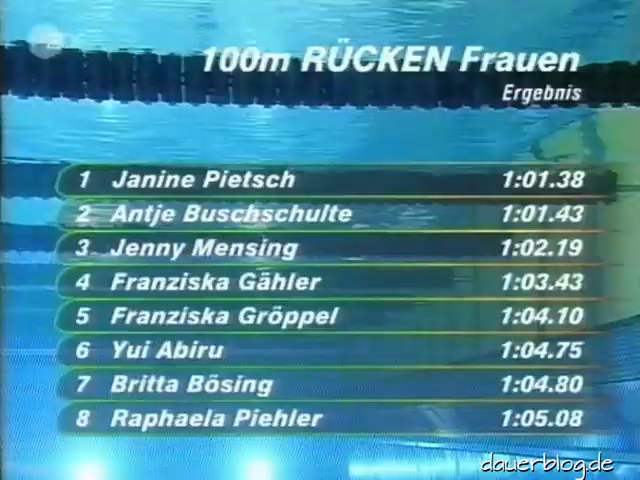 100m RÜCKEN Frauen
Ergebnis
1 Janine Pietsch 1:01.38
2 Antje Buschschulte 1:01.43
3 Jenny Mensing 1:02.19
4 Franziska Gähler 1:03.43
5 Franziska Gröppel 1:04.10
6 Yui Abiru 1:04.75
7 Britta Bösing 1:04.80
8 Raphaela Piehler 1:05.08
dauerblog.de